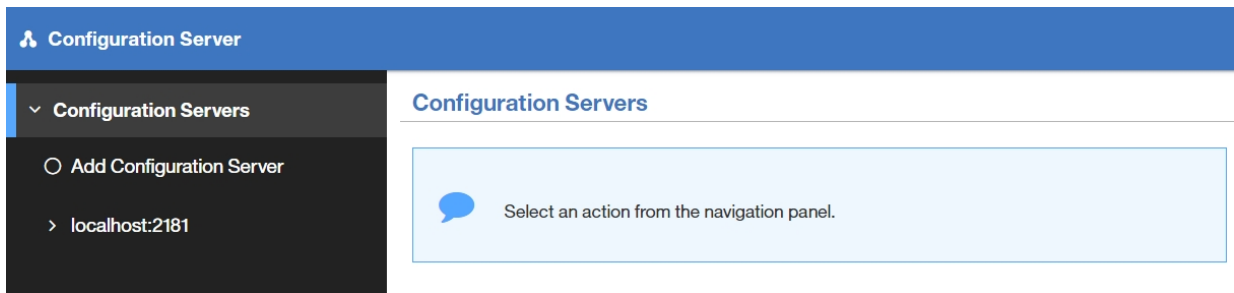 Configuration Server
Configuration Servers
Add Configuration Server
localhost:2181
Configuration Servers
Select an action from the navigation panel.